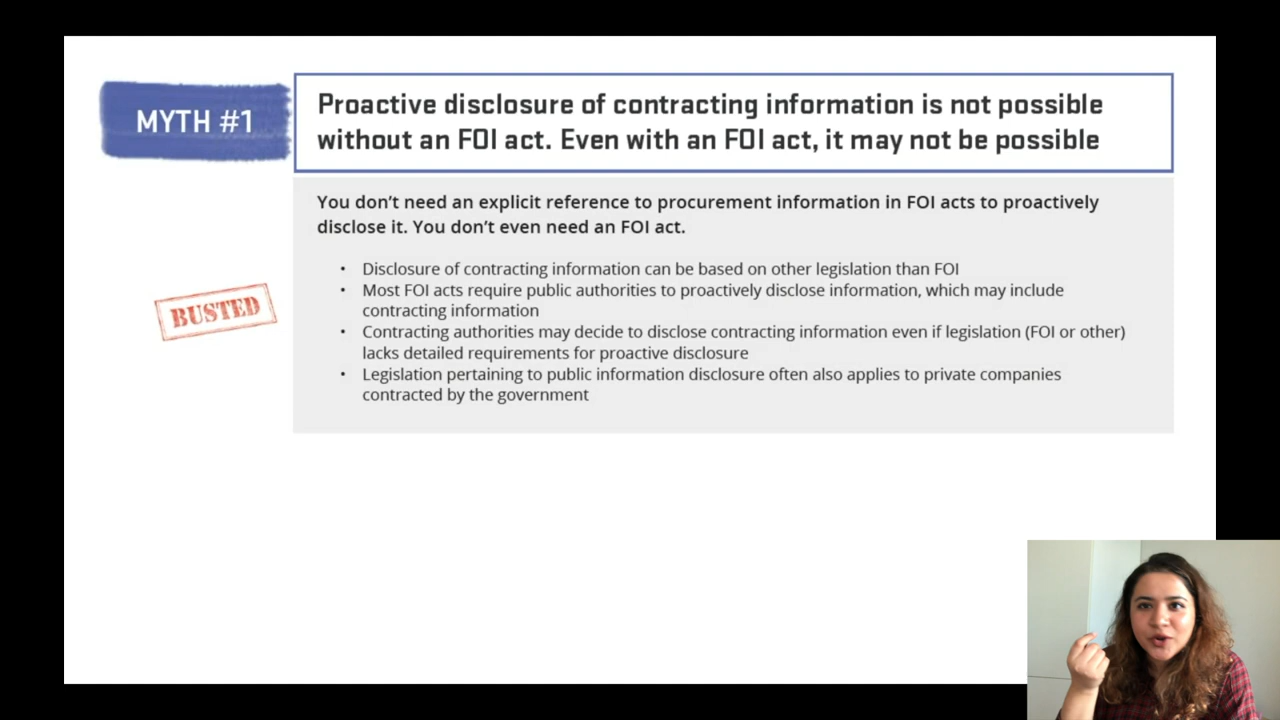 MYTH #1
Proactive disclosure of contracting information is not possible
without an FOI act. Even with an FOI act, it may not be possible
You don’t need an explicit reference to procurement information in FOI acts to proactively
disclose it. You don’t even need an FOI act.
BUSTED
• Disclosure of contracting information can be based on other legislation than FOI
• Most FOI acts require public authorities to proactively disclose information, which may include
contracting information
• Contracting authorities may decide to disclose contracting information even if legislation (FOI or other)
lacks detailed requirements for proactive disclosure
• Legislation pertaining to public information disclosure often also applies to private companies
contracted by the government